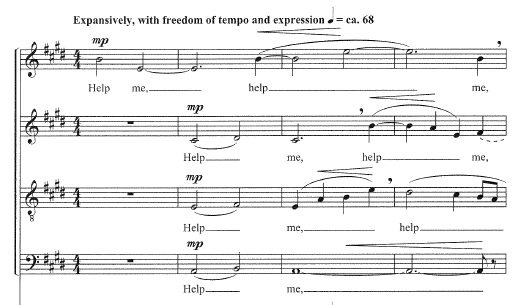 Expansively, with freedom of tempo and expression ♩ = ca. 68
mp
Help me, help me,
mp
Help me, help me,
mp
Help me, help
mp
Help me,